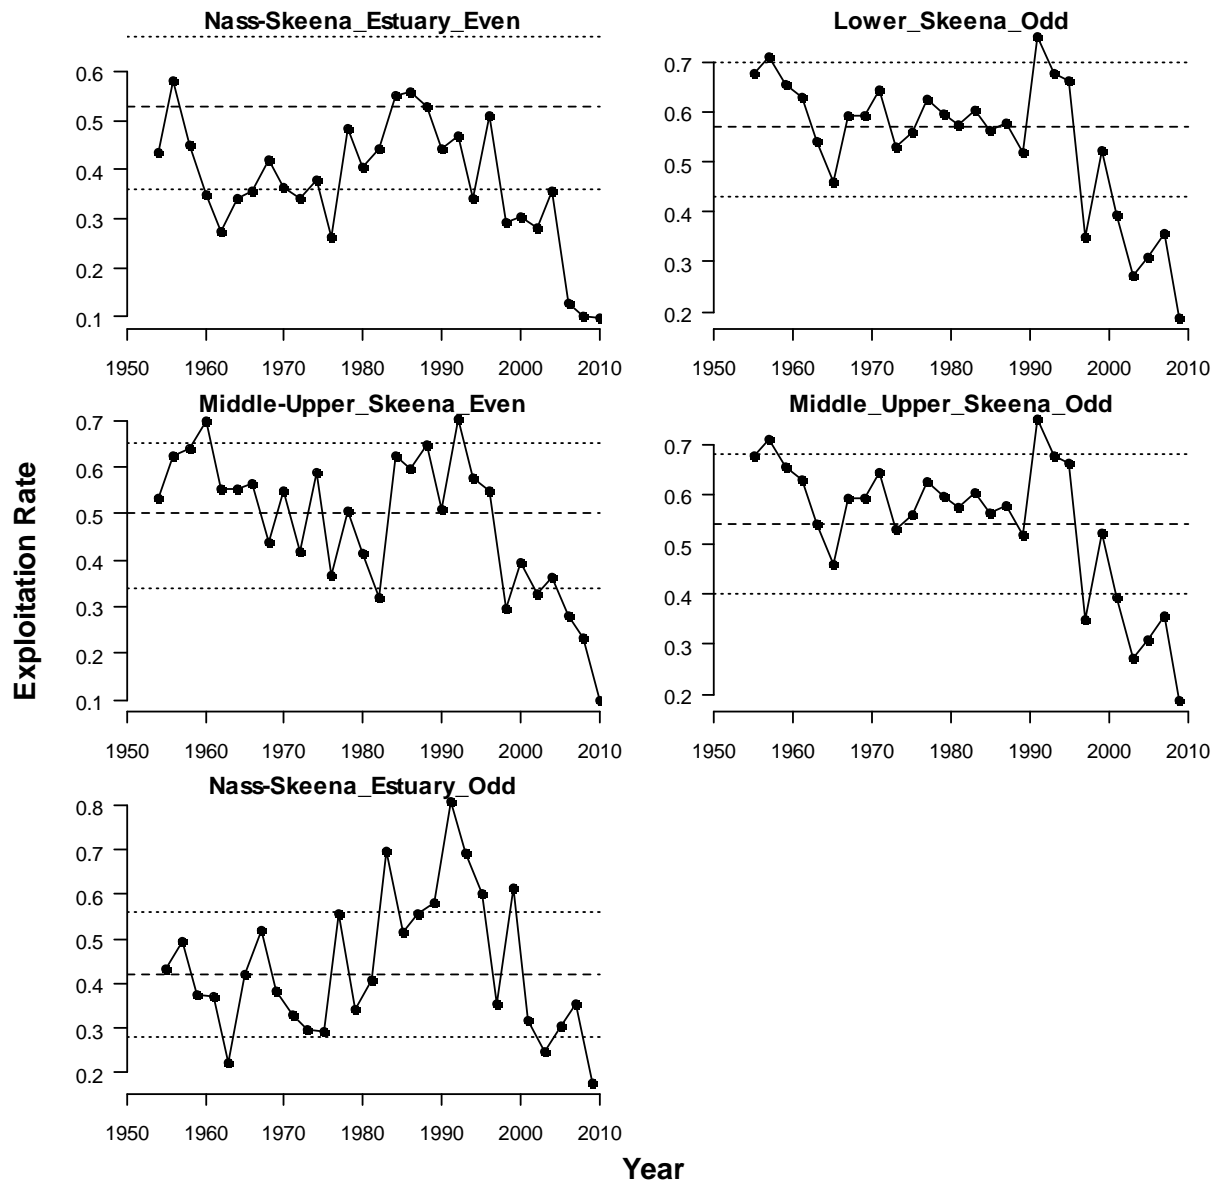 Nass-Skeena_Estuary_Even
0.6
0.5
0.4
0.3
0.2
0.1
1950 1960 1970 1980 1990 2000 2010
Lower_Skeena_Odd
0.7
0.6
0.5
0.4
0.3
0.2
1950 1960 1970 1980 1990 2000 2010
Middle-Upper_Skeena_Even
0.7
0.6
0.5
0.4
0.3
0.2
0.1
1950 1960 1970 1980 1990 2000 2010
Middle_Upper_Skeena_Odd
0.7
0.6
0.5
0.4
0.3
0.2
1950 1960 1970 1980 1990 2000 2010
Nass-Skeena_Estuary_Odd
0.8
0.7
0.6
0.5
0.4
0.3
0.2
1950 1960 1970 1980 1990 2000 2010
Exploitation Rate
Year